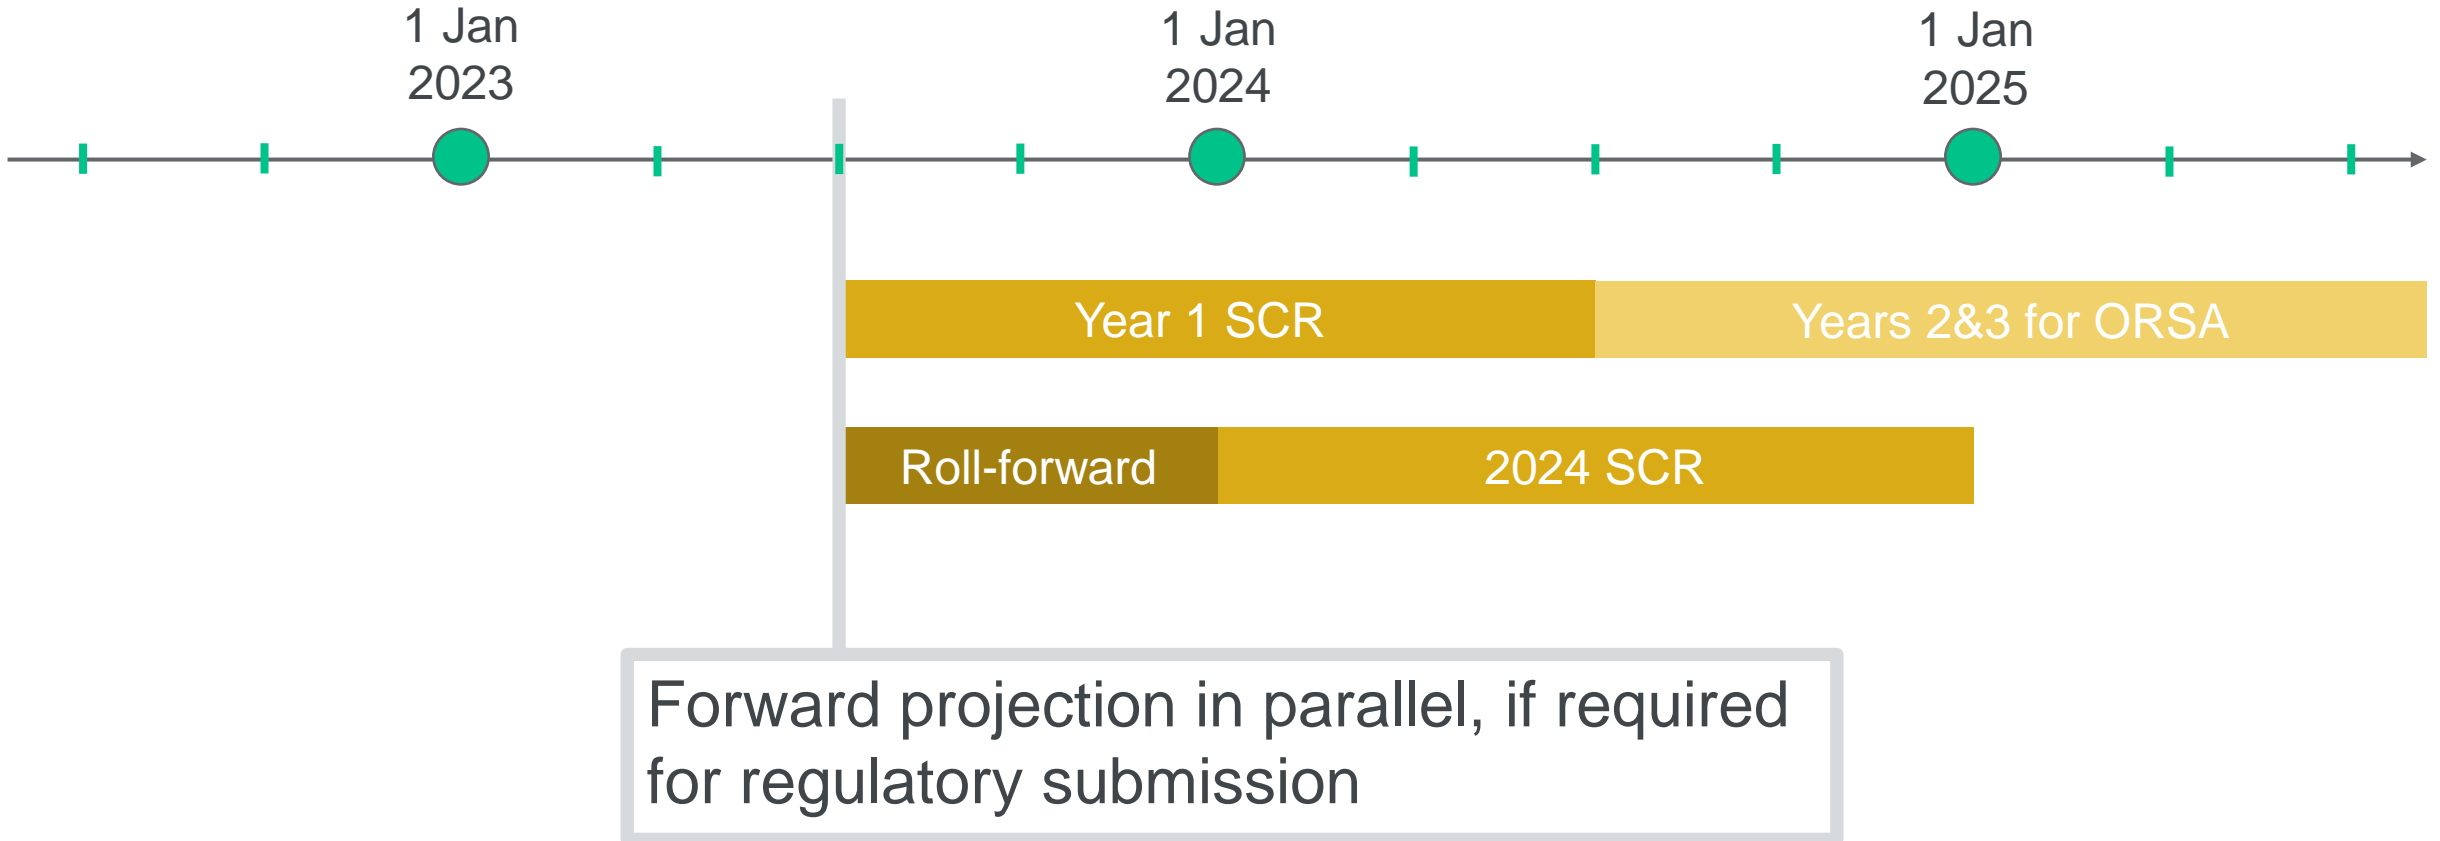 1 Jan
2023
1 Jan
2024
1 Jan
2025
Year 1 SCR
Years 2&3 for ORSA
Roll-forward
2024 SCR
Forward projection in parallel, if required
for regulatory submission